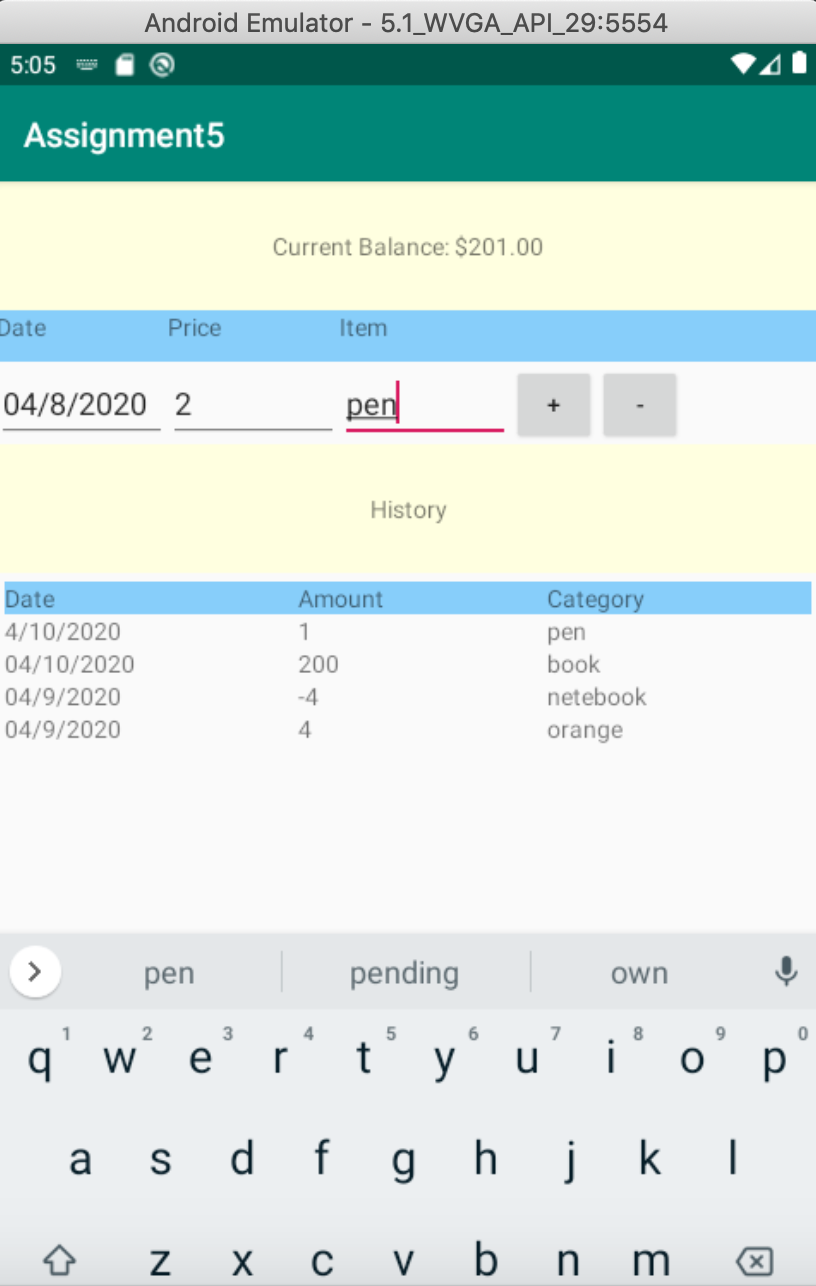 Android Emulator - 5.1_WVGA_API_29:5554
5:05
Assignment5
Current Balance: $201.00
Date Price Item
04/8/2020 2 pen + -
History
Date Amount Category
4/10/2020 1 pen
04/10/2020 200 book
04/9/2020 -4 netebook
04/9/2020 4 orange
pen pending own
1 2 3 4 5 6 7 8 9 0
q w e r t y u i o p
a s d f g h j k l
z x c v b n m